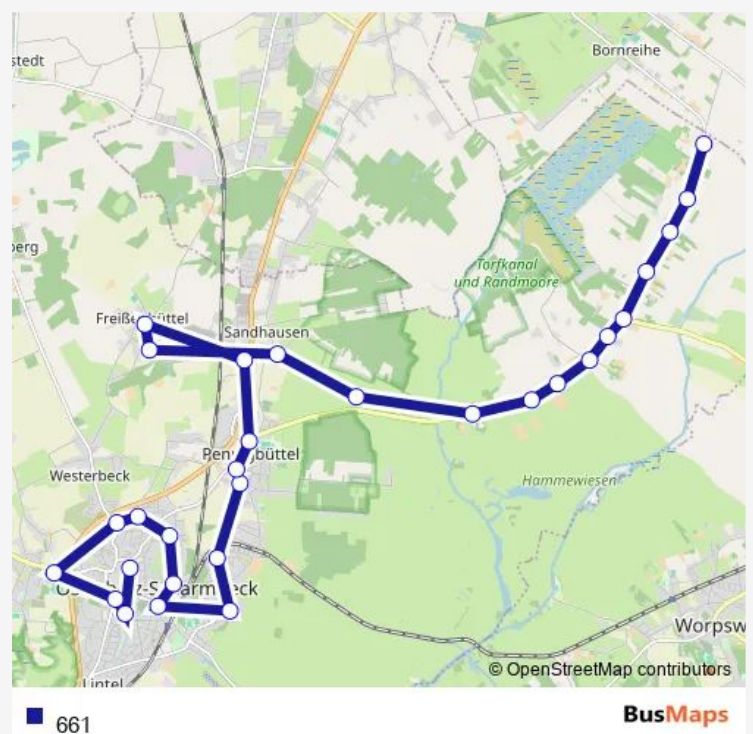 stedt
Bornreihe
berg
Torfkanal
und Randmoore
Sandhausen
Westerbeck
Hammewiesen
Worpsw
© OpenStreetMap contributors
Lintel
661
BusMaps